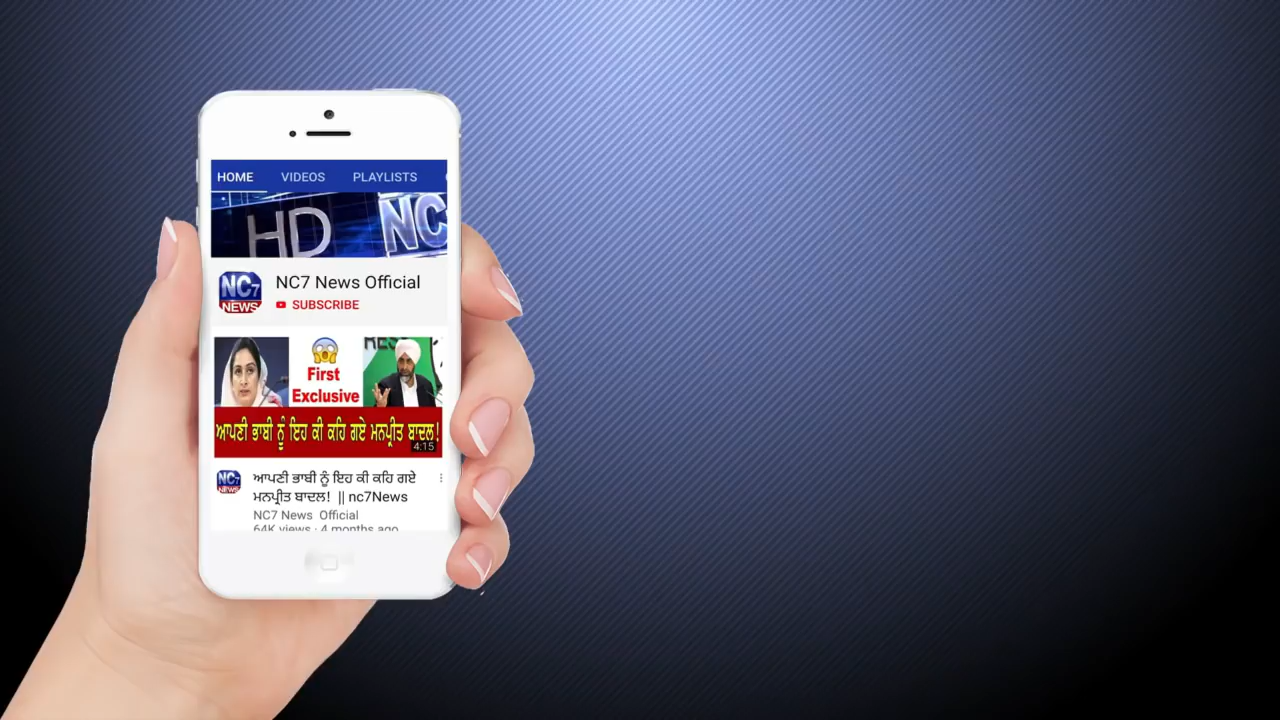 HOME VIDEOS PLAYLISTS
HD NC
NC7 News Official
NC7
NEWS
SUBSCRIBE
RES
First
Exclusive
ਆਪਣੀ ਭਾਬੀ ਨੂੰ ਇਹ ਕੀ ਕਹਿ ਗਏ ਮਨਪ੍ਰੀਤ ਬਾਦਲ!
4:15
NC7
NEWS
ਆਪਣੀ ਭਾਬੀ ਨੂੰ ਇਹ ਕੀ ਕਹਿ ਗਏ
ਮਨਪ੍ਰੀਤ ਬਾਦਲ! || nc7News
NC7 News Official
64K views · 4 months ago